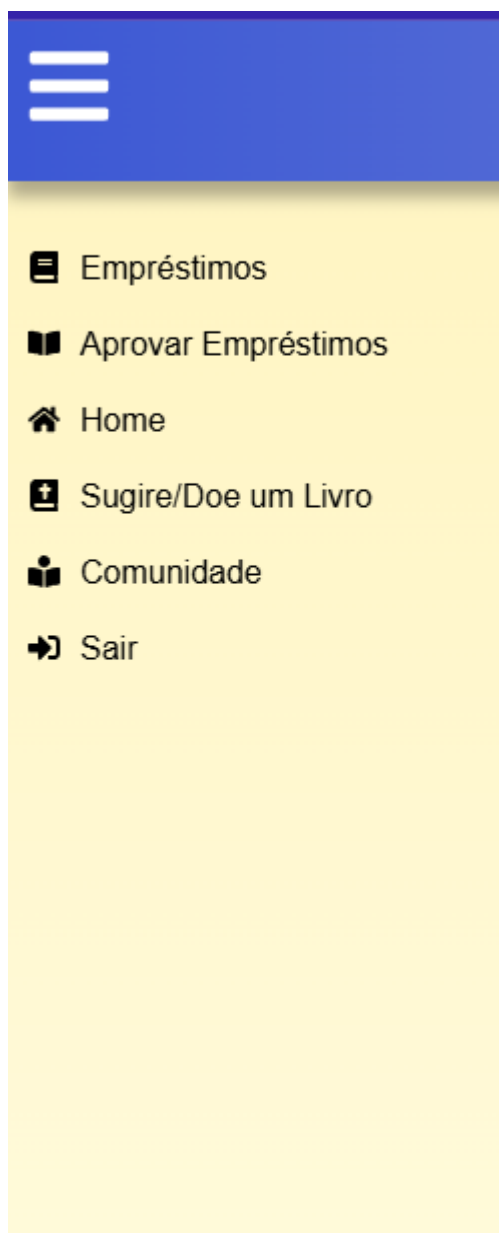 Empréstimos
Aprovar Empréstimos
Home
Sugire/Doe um Livro
Comunidade
Sair